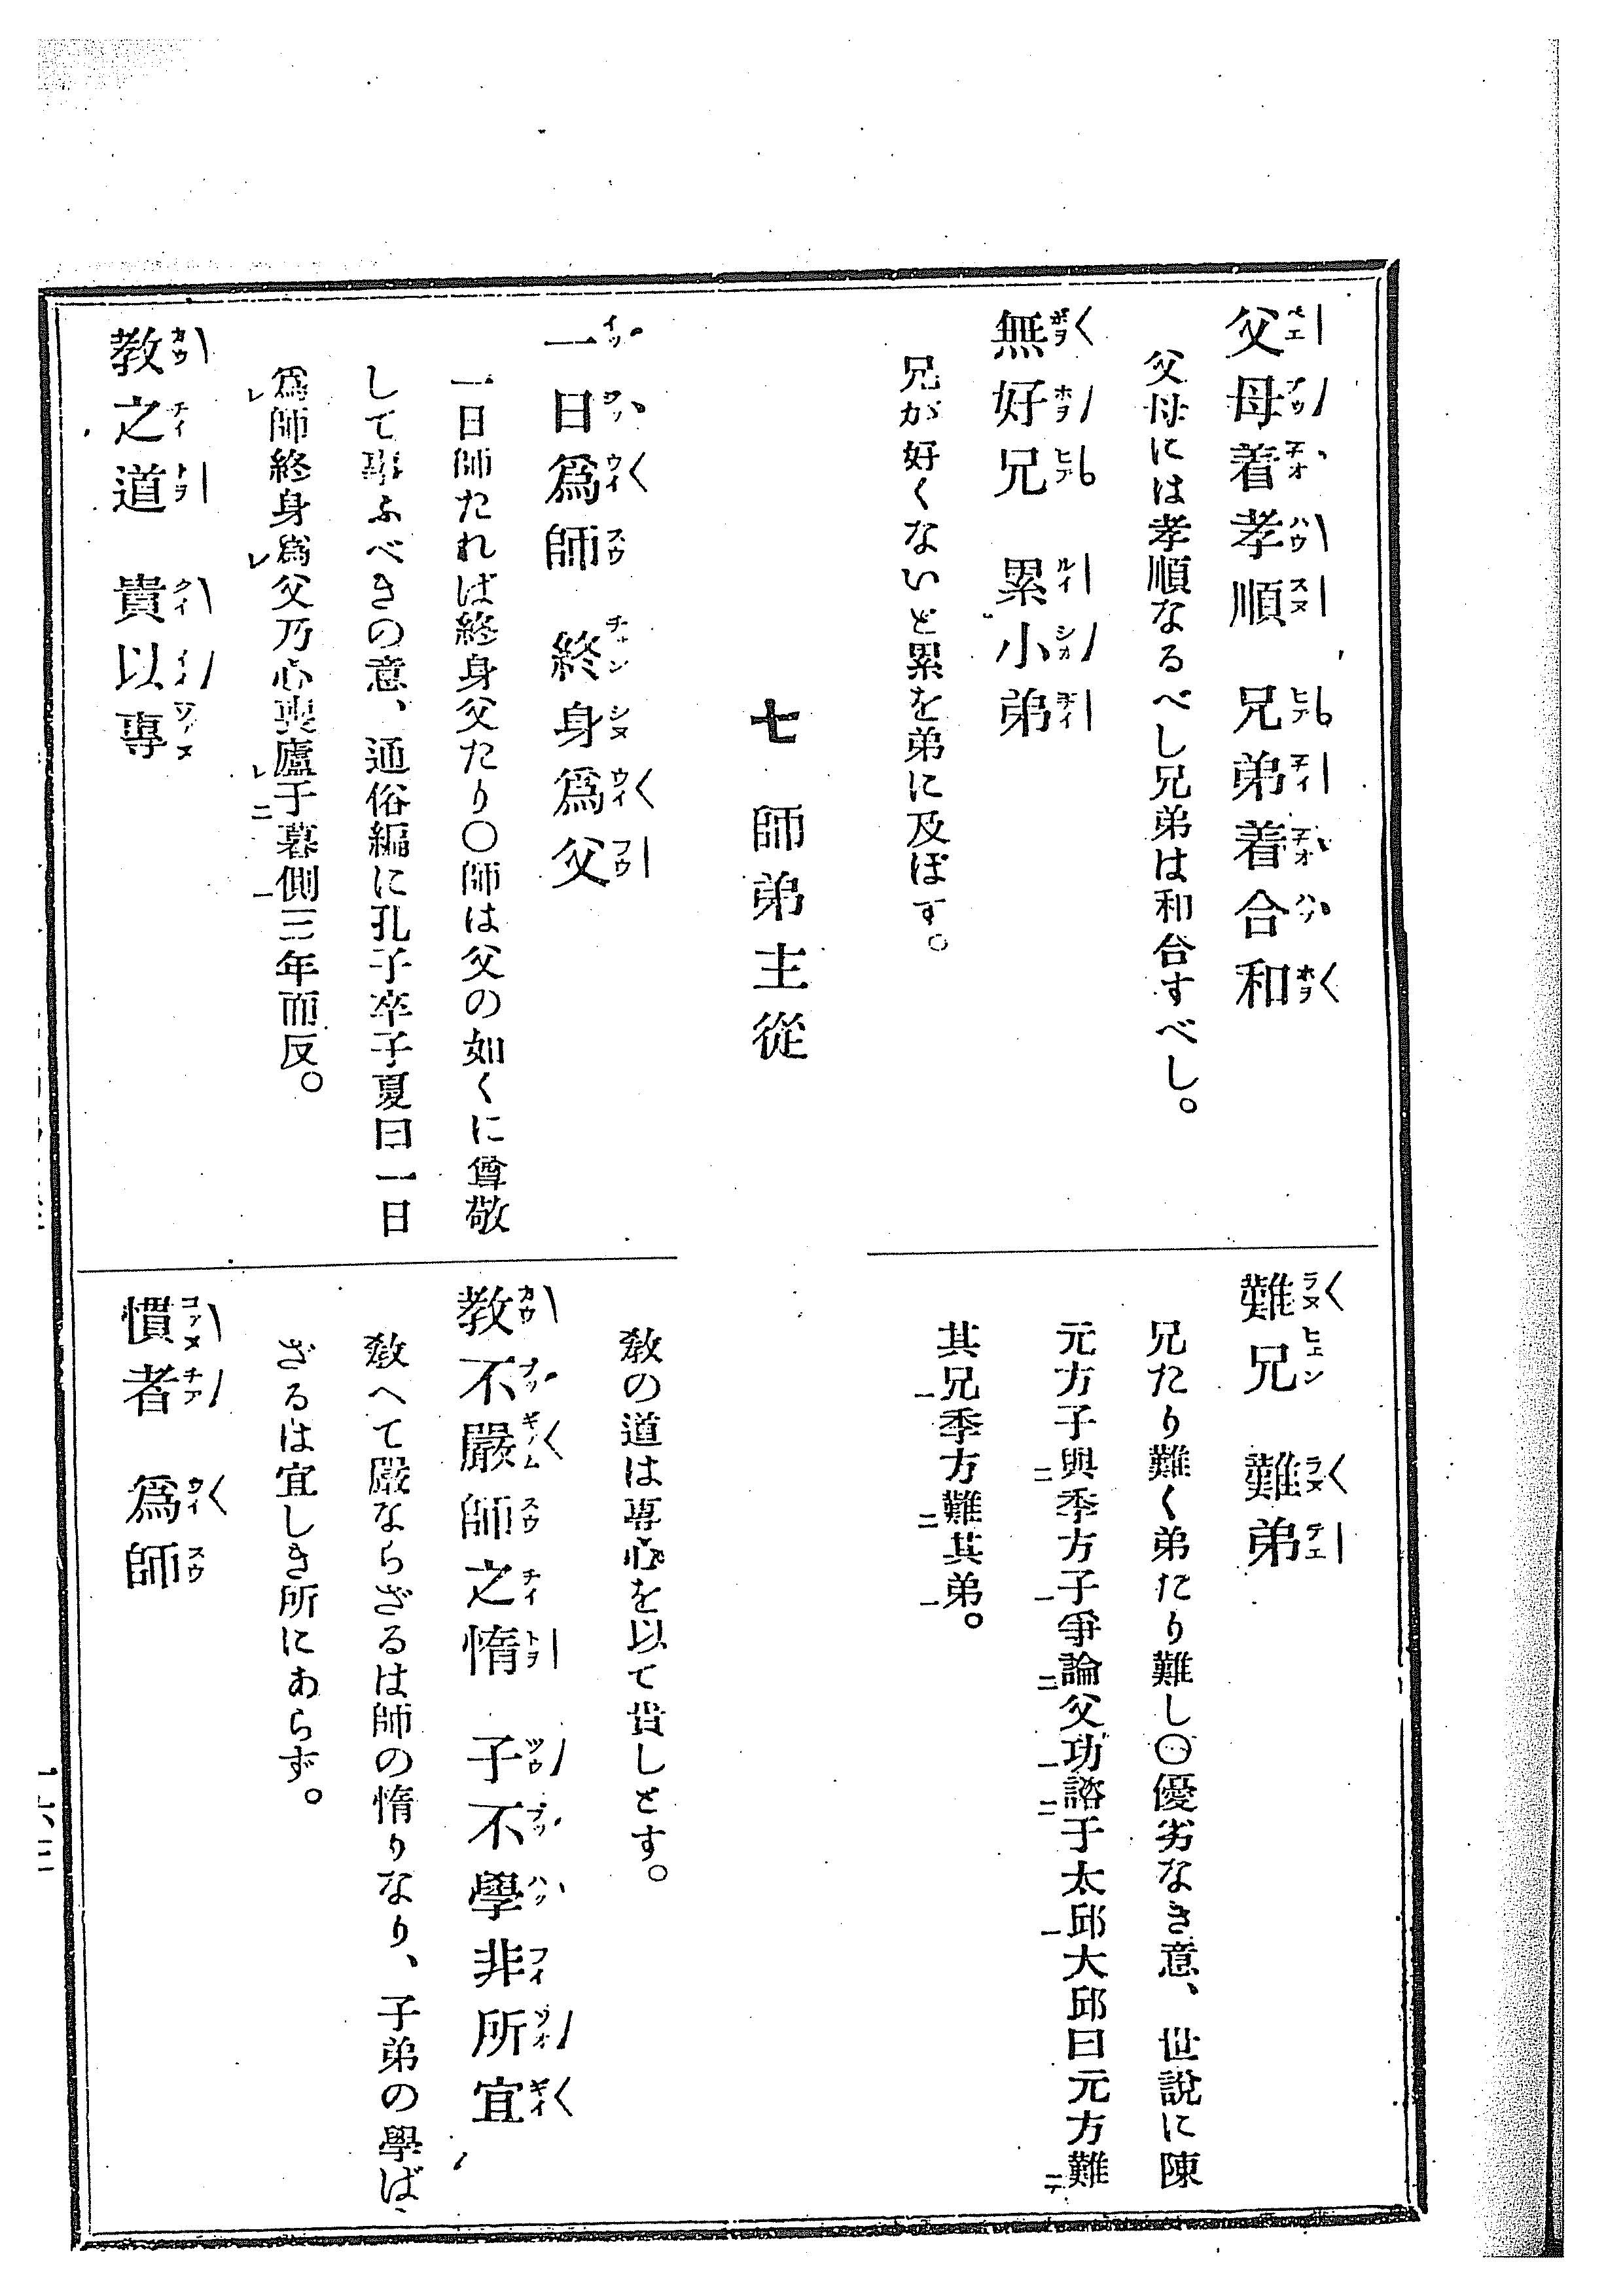 父母着孝順 兄弟着合和
父母には孝順なるべし兄弟は和合すべし。
無好兄 累小弟
兄が好くないと累を弟に及ぼす。
難兄 難弟
兄たり難く弟たり難し〇優劣なき意、世說に陳
元方子與季方子爭論父功諮于太邱大邱曰元方難
其兄季方難其弟。
七 師弟主從
一日爲師 終身爲父
一日師たれば終身父たり〇師は父の如くに尊敬
して事ふべきの意、通俗編に孔子卒子夏曰一日
爲師終身爲父乃心喪廬于墓側三年而反。
教之道 貴以專
教の道は專心を以て貴しとす。
教不嚴師之惰 子不學非所宜
敎へて嚴ならざるは師の惰りなり、子弟の學ば
ざるは宜しき所にあらず。
慣者 爲師